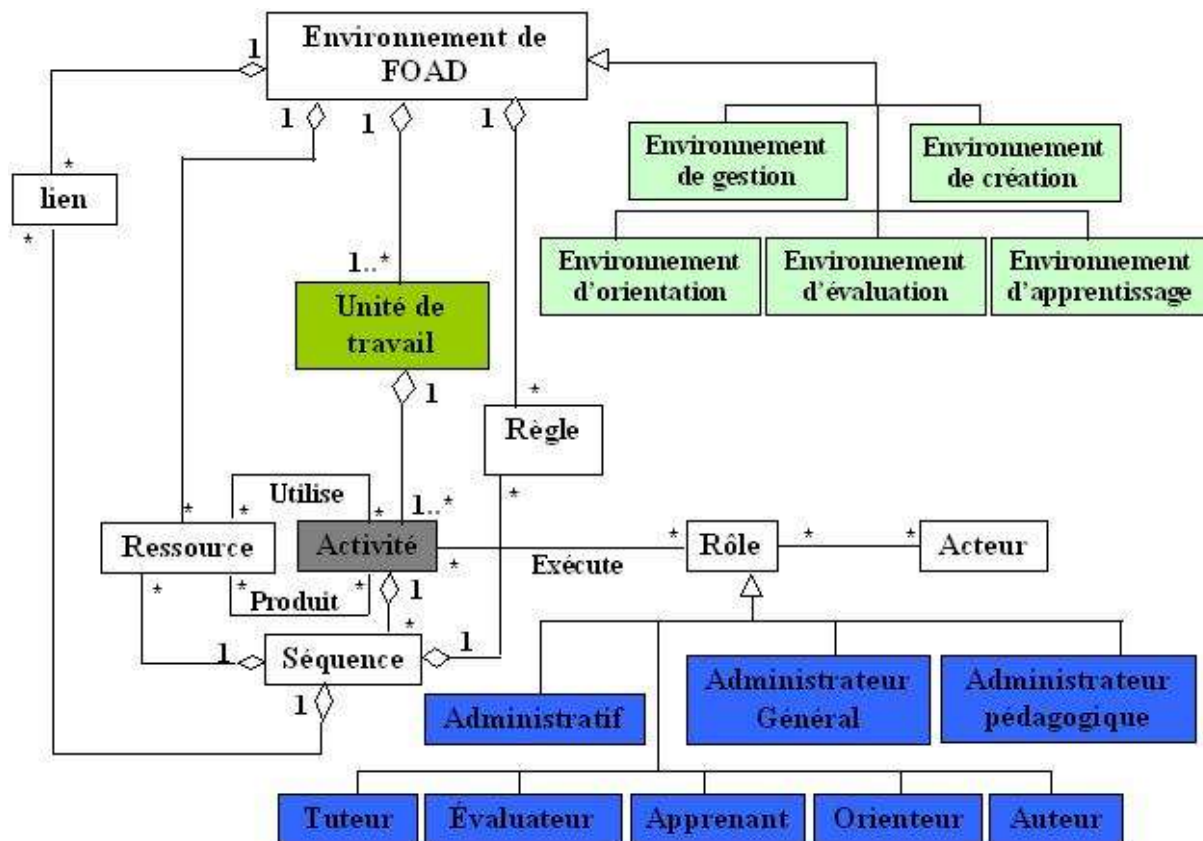 Environnement de
FOAD
1
1
1
1
*
lien
*
Environnement
de gestion
Environnement
de création
Environnement
d'orientation
Environnement
d'évaluation
Environnement
d'apprentissage
1..*
Unité de
travail
1
*
Règle
*
Utilise
*
*
*
1..*
Ressource
Activité
*
Exécute
*
Rôle
*
*
Acteur
*
*
Produit
*
1
*
1
Séquence
1
1
Administratif
Administrateur
Général
Administrateur
pédagogique
Tuteur
Évaluateur
Apprenant
Orienteur
Auteur